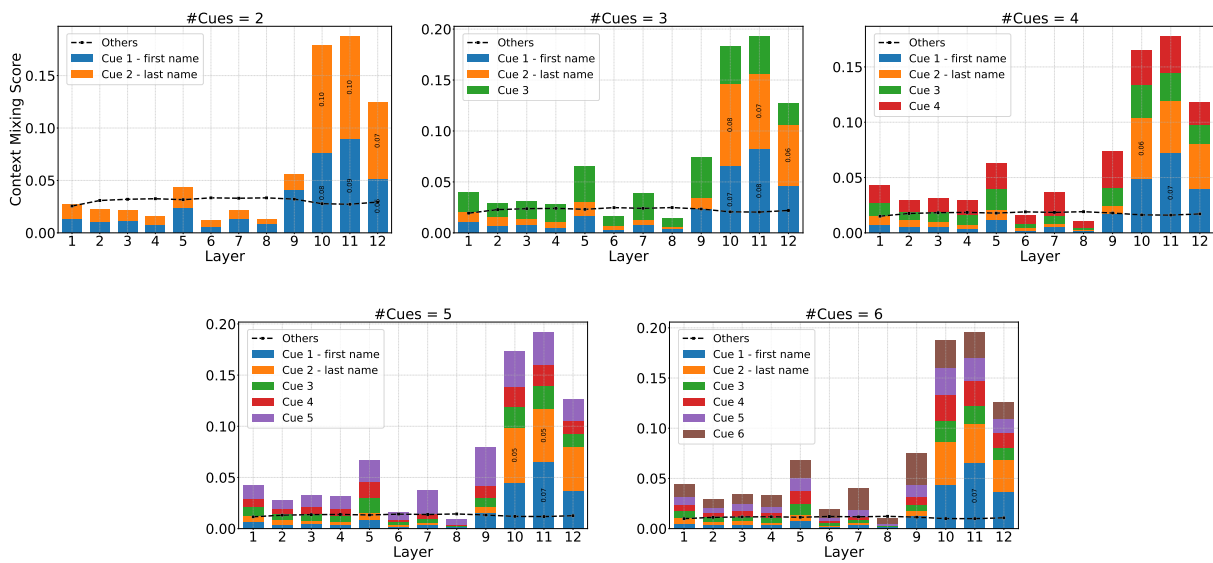 #Cues = 2
Context Mixing Score
0.15
0.10
0.05
0.00
Others
Cue 1 - first name
Cue 2 - last name
0.10
0.10
0.07
0.08
0.09
1 2 3 4 5 6 7 8 9 10 11 12
Layer
#Cues = 3
0.20
0.15
0.10
0.05
0.00
Others
Cue 1 - first name
Cue 2 - last name
Cue 3
0.08
0.07
0.06
0.07
0.08
1 2 3 4 5 6 7 8 9 10 11 12
Layer
#Cues = 4
0.15
0.10
0.05
0.00
Others
Cue 1 - first name
Cue 2 - last name
Cue 3
Cue 4
0.06
0.07
1 2 3 4 5 6 7 8 9 10 11 12
Layer
#Cues = 5
0.20
0.15
0.10
0.05
0.00
Others
Cue 1 - first name
Cue 2 - last name
Cue 3
Cue 4
Cue 5
0.05
0.05
0.07
1 2 3 4 5 6 7 8 9 10 11 12
Layer
#Cues = 6
0.20
0.15
0.10
0.05
0.00
Others
Cue 1 - first name
Cue 2 - last name
Cue 3
Cue 4
Cue 5
Cue 6
0.07
1 2 3 4 5 6 7 8 9 10 11 12
Layer